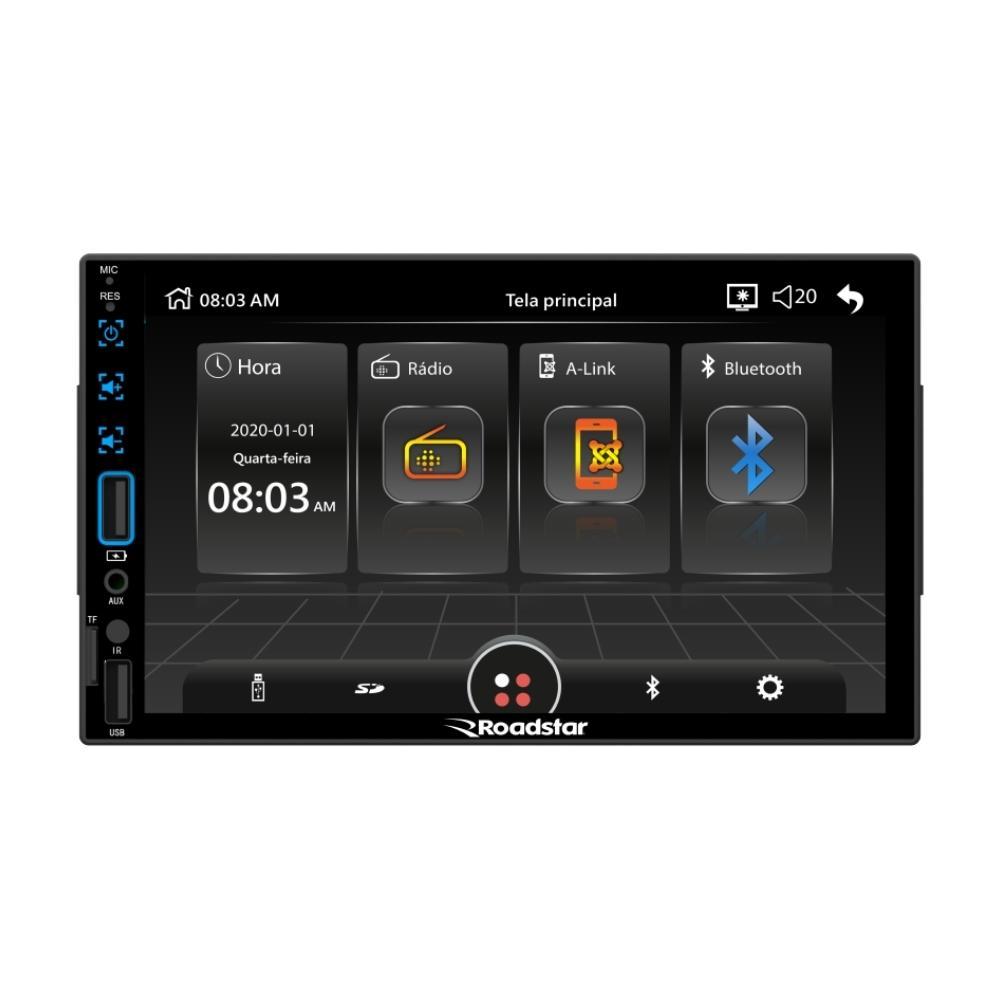 MIC
RES
AUX
TF
IR
USB
08:03 AM
Tela principal
20
Hora
2020-01-01
Quarta-feira
08:03 AM
Rádio
A-Link
Bluetooth
SD
Roadstar